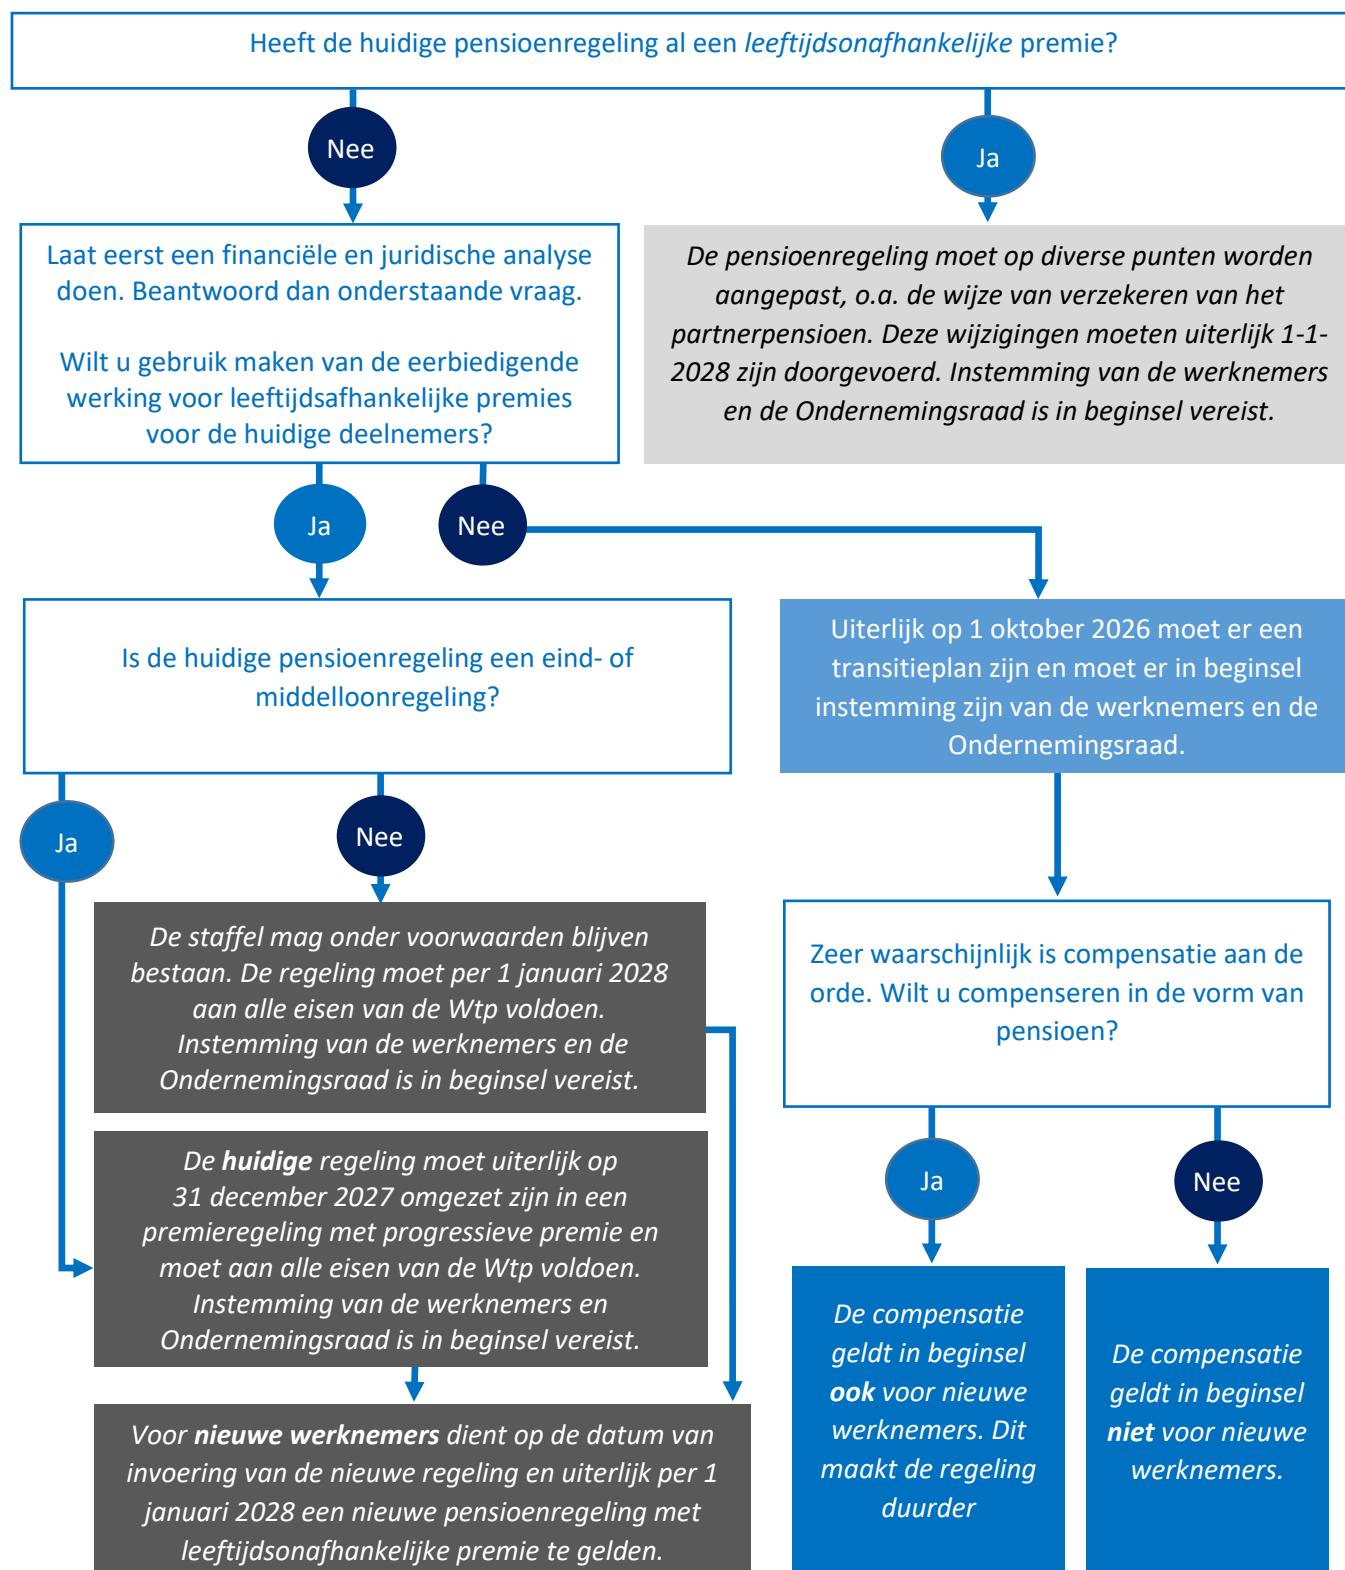 Heeft de huidige pensioenregeling al een leeftijdsonafhankelijke premie?
Nee
Ja
Laat eerst een financiële en juridische analyse
doen. Beantwoord dan onderstaande vraag.
Wilt u gebruik maken van de eerbiedigende
werking voor leeftijdsafhankelijke premies
voor de huidige deelnemers?
De pensioenregeling moet op diverse punten worden
aangepast, o.a. de wijze van verzekeren van het
partnerpensioen. Deze wijzigingen moeten uiterlijk 1-1-
2028 zijn doorgevoerd. Instemming van de werknemers
en de Ondernemingsraad is in beginsel vereist.
Ja
Nee
Is de huidige pensioenregeling een eind- of
middelloonregeling?
Uiterlijk op 1 oktober 2026 moet er een
transitieplan zijn en moet er in beginsel
instemming zijn van de werknemers en de
Ondernemingsraad.
Ja
Nee
De staffel mag onder voorwaarden blijven
bestaan. De regeling moet per 1 januari 2028
aan alle eisen van de Wtp voldoen.
Instemming van de werknemers en de
Ondernemingsraad is in beginsel vereist.
Zeer waarschijnlijk is compensatie aan de
orde. Wilt u compenseren in de vorm van
pensioen?
De huidige regeling moet uiterlijk op
31 december 2027 omgezet zijn in een
premieregeling met progressieve premie en
moet aan alle eisen van de Wtp voldoen.
Instemming van de werknemers en
Ondernemingsraad is in beginsel vereist.
Ja
Nee
De compensatie
geldt in beginsel
ook voor nieuwe
werknemers. Dit
maakt de regeling
duurder
De compensatie
geldt in beginsel
niet voor nieuwe
werknemers.
Voor nieuwe werknemers dient op de datum van
invoering van de nieuwe regeling en uiterlijk per 1
januari 2028 een nieuwe pensioenregeling met
leeftijdsonafhankelijke premie te gelden.